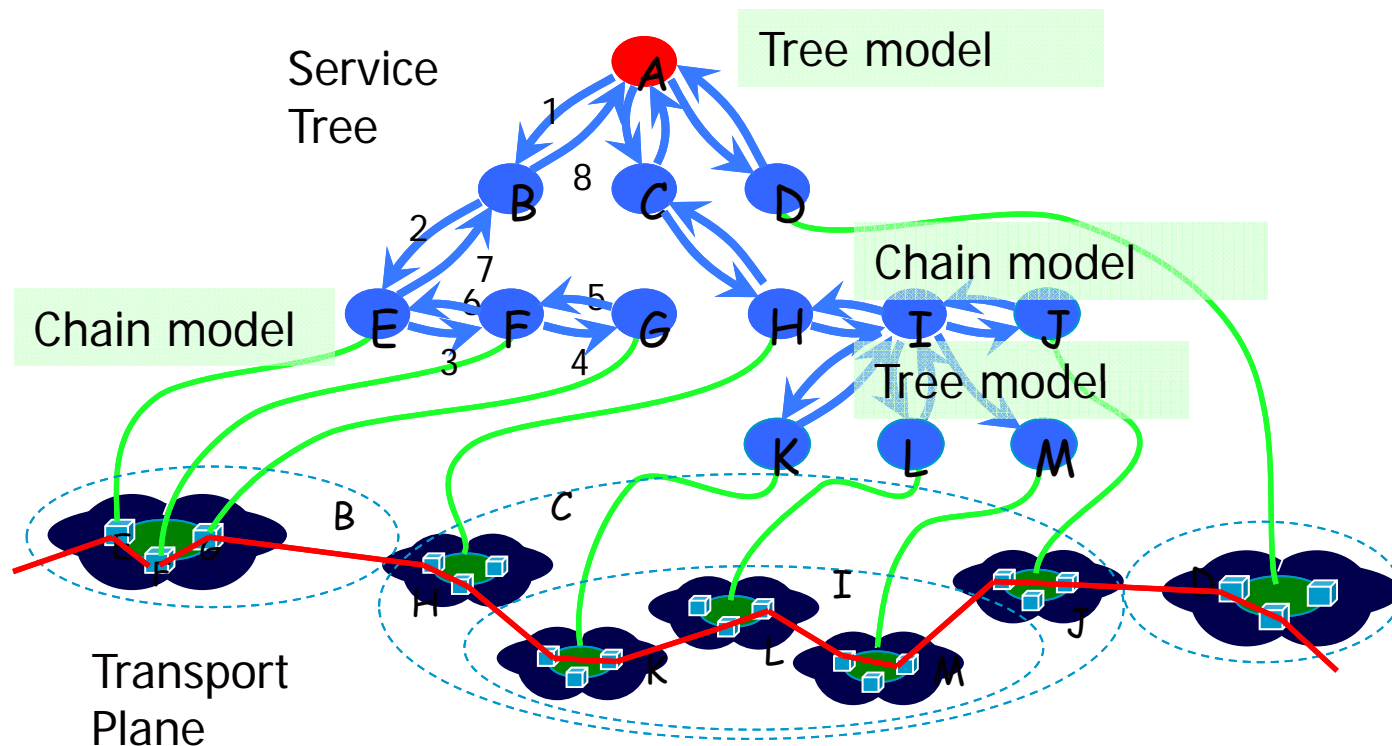 Service
Tree
A
Tree model
1
B
8
C
D
2
7
Chain model
Chain model
E
6
F
5
G
H
I
J
3
4
Tree model
K
L
M
B
C
E
F
G
H
I
D
J
K
L
M
Transport
Plane